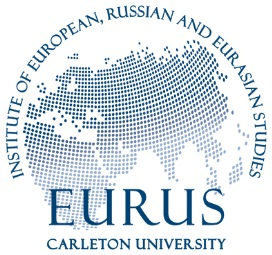 INSTITUTE OF EUROPEAN, RUSSIAN AND EURASIAN STUDIES
EURUS
CARLETON UNIVERSITY